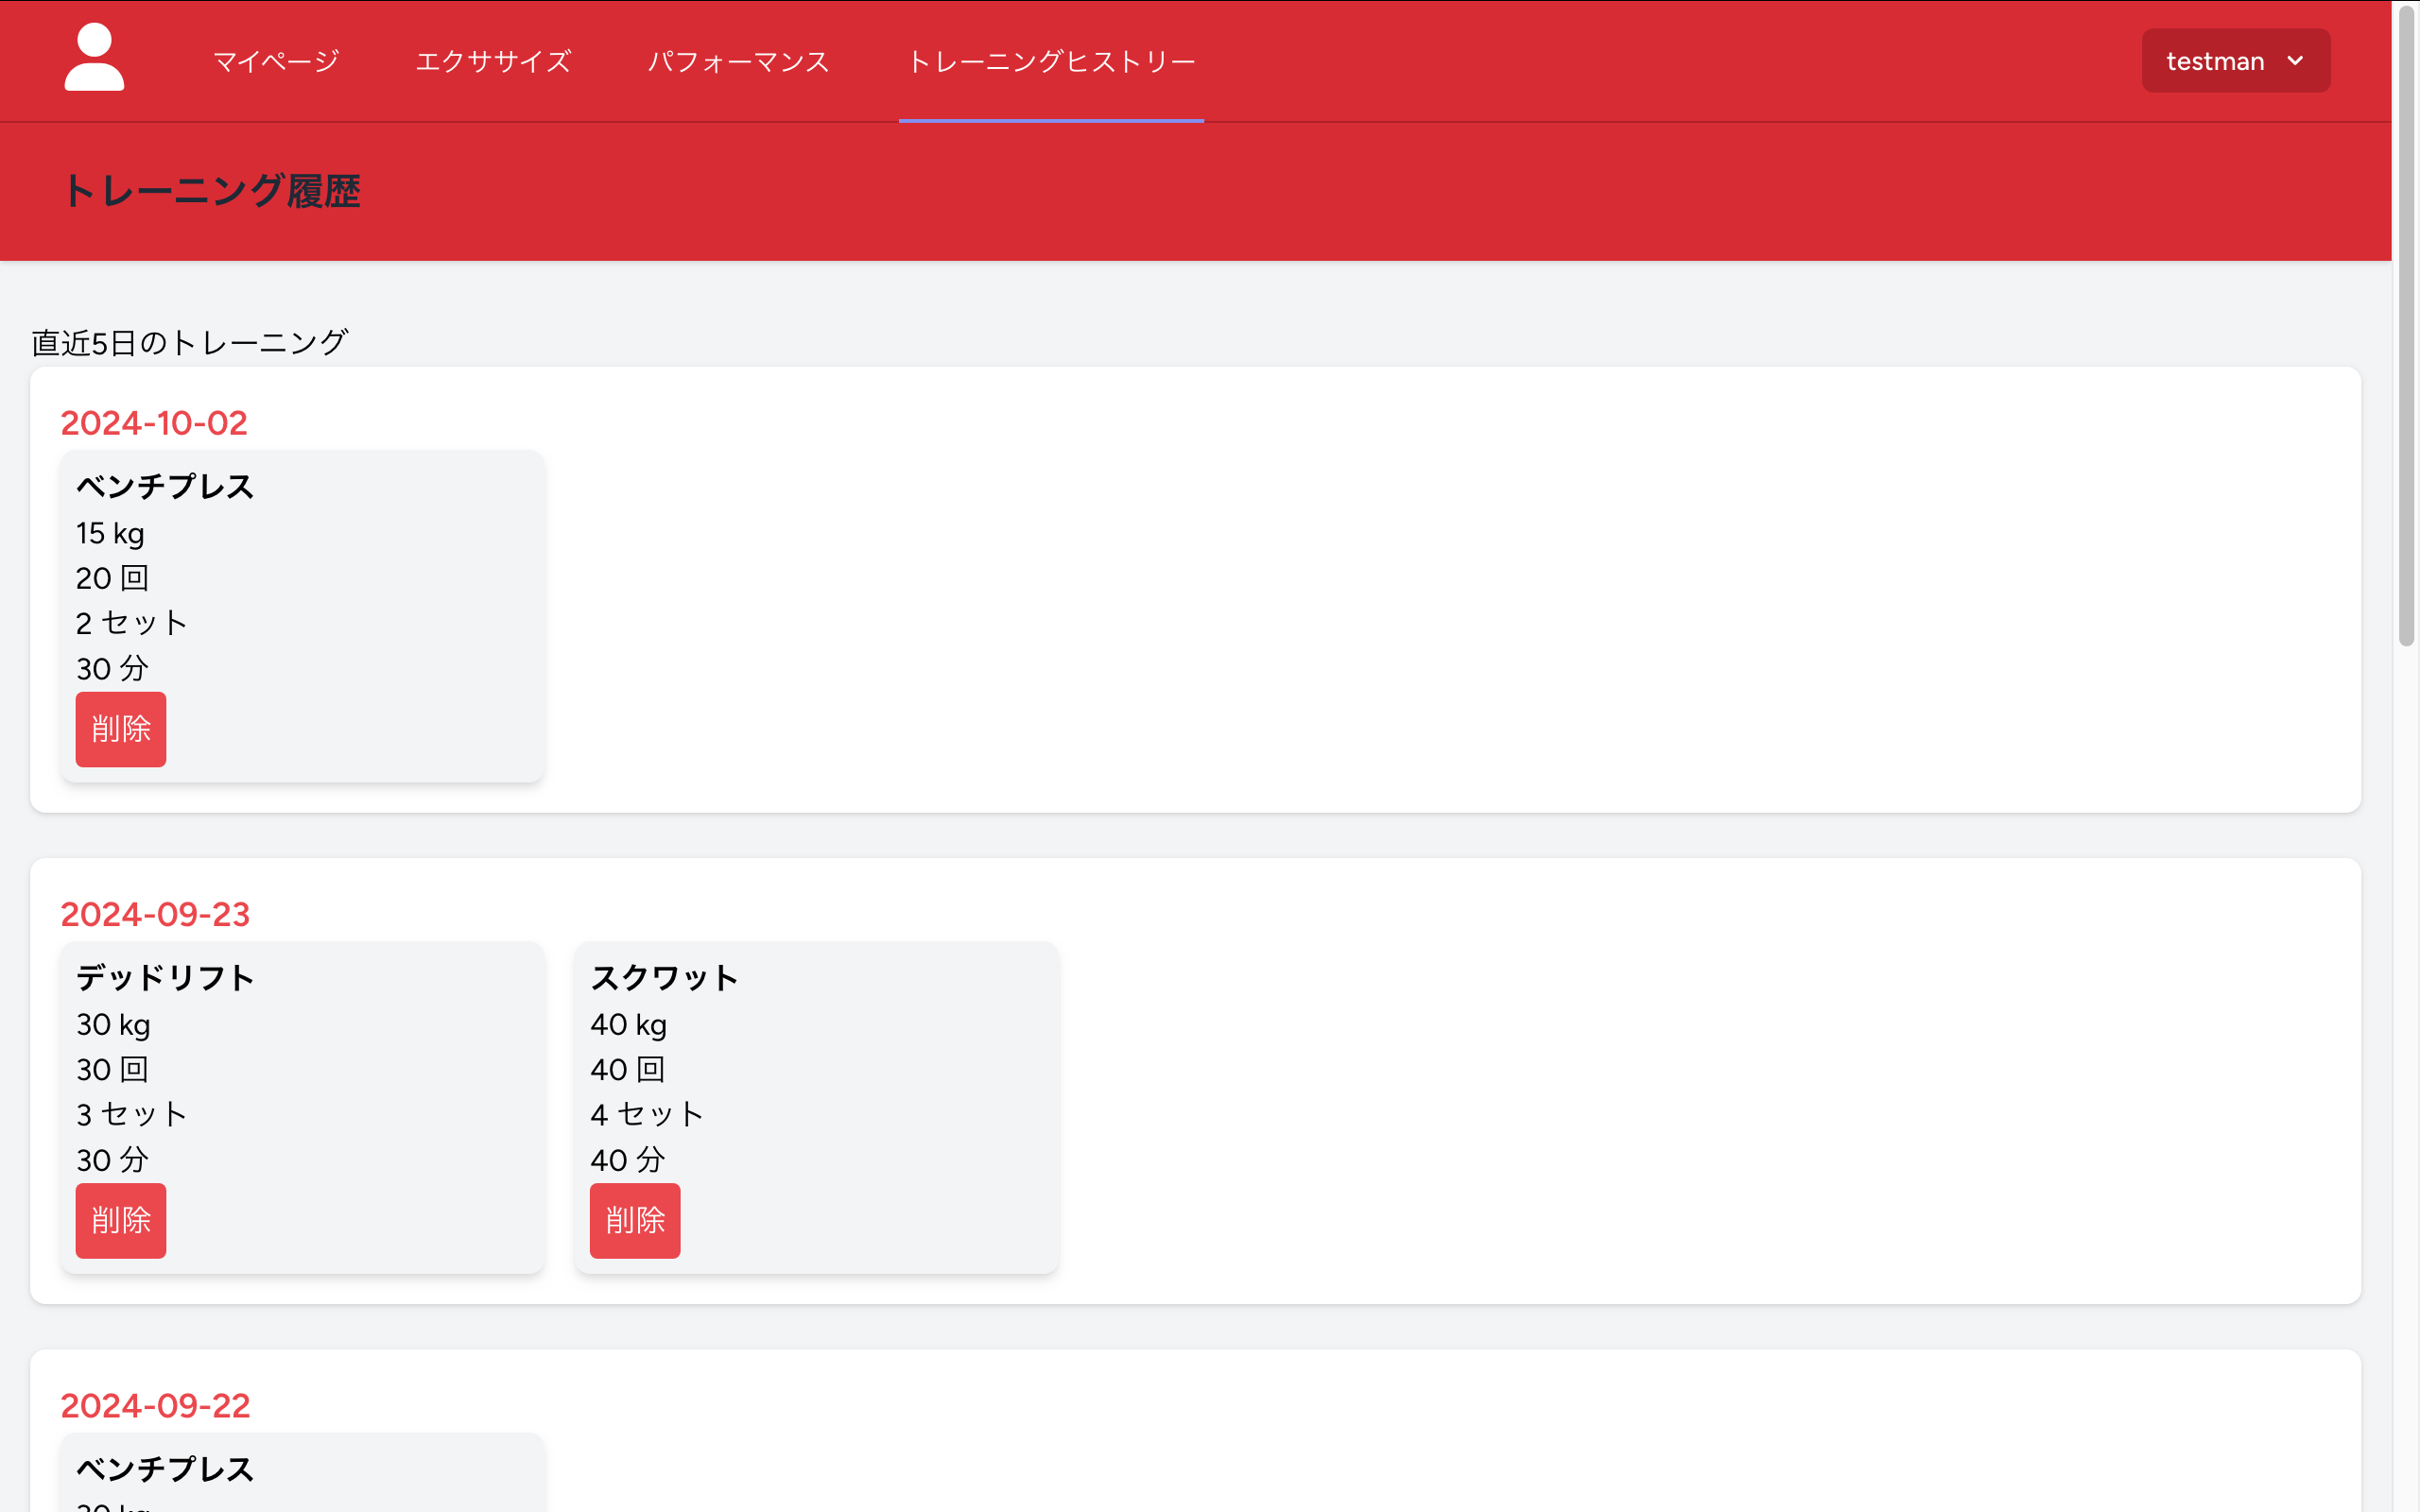 マイページ エクササイズ パフォーマンス トレーニングヒストリー testman
トレーニング履歴
直近5日のトレーニング
2024-10-02
ベンチプレス
15 kg
20 回
2 セット
30 分
削除
2024-09-23
デッドリフト
30 kg
30 回
3 セット
30 分
削除
スクワット
40 kg
40 回
4 セット
40 分
削除
2024-09-22
ベンチプレス